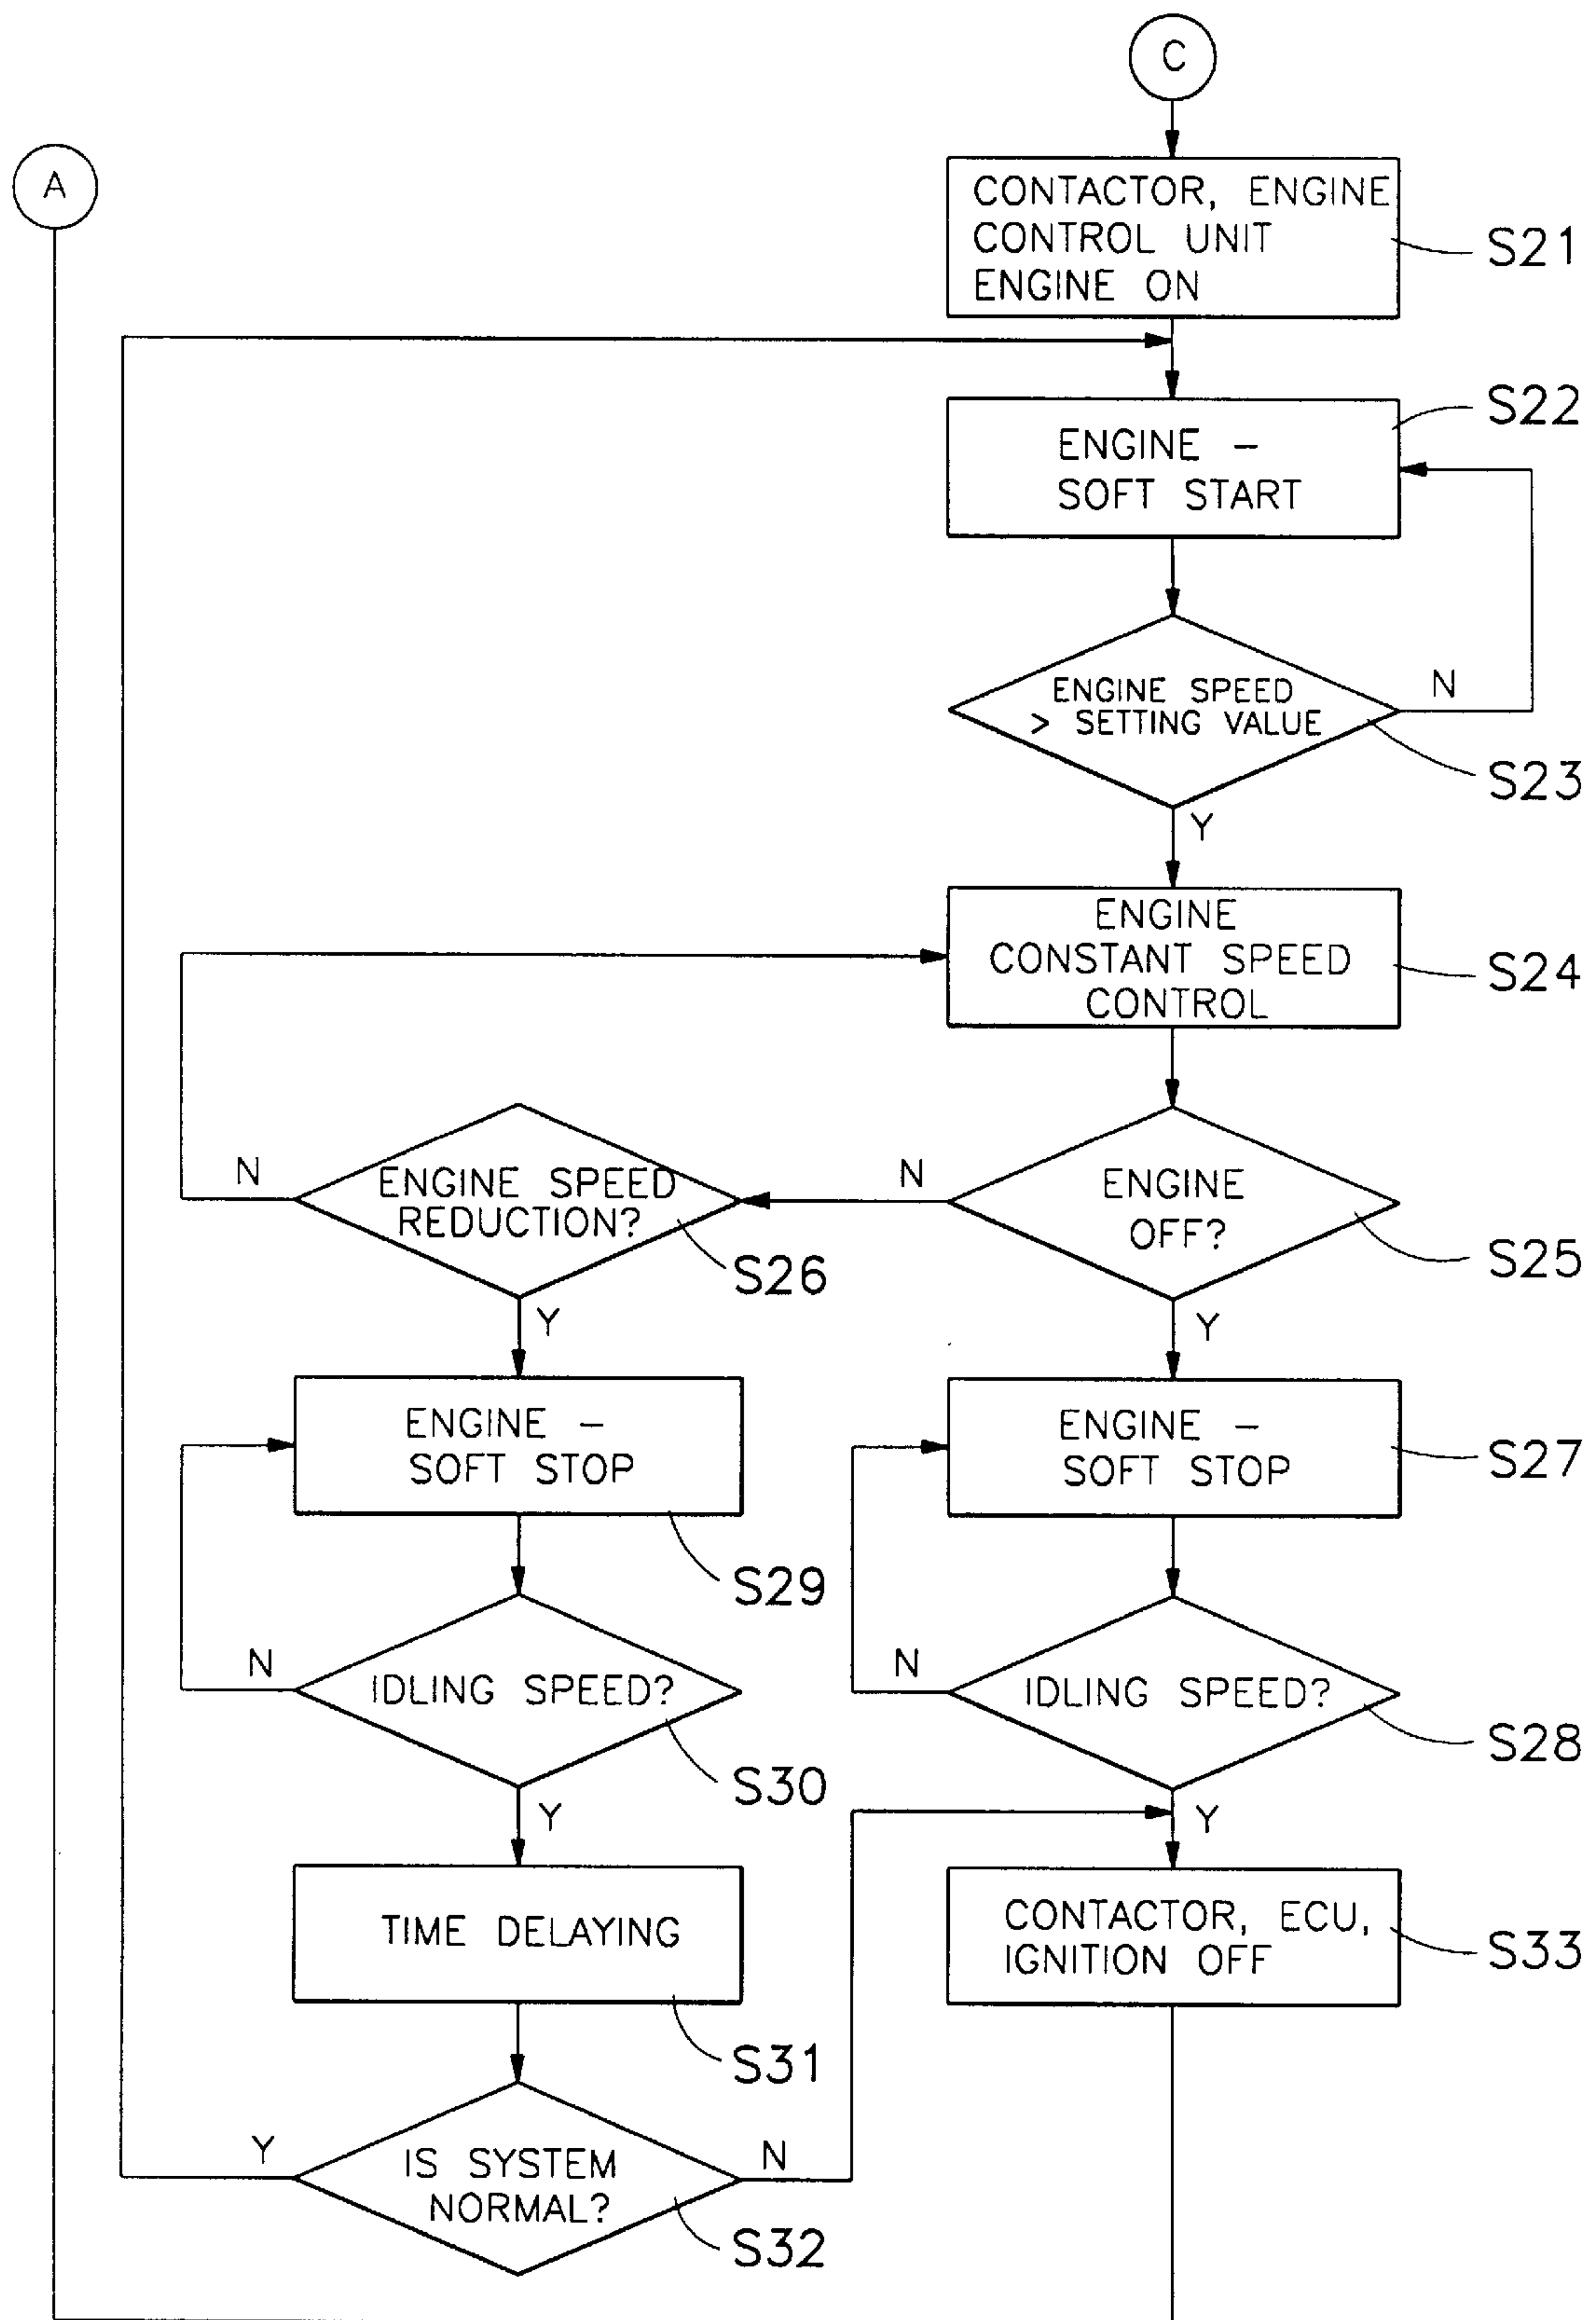 C
A
CONTACTOR, ENGINE
CONTROL UNIT
ENGINE ON
S21
S22
ENGINE –
SOFT START
N
ENGINE SPEED
> SETTING VALUE
S23
Y
ENGINE
CONSTANT SPEED
CONTROL
S24
N
ENGINE SPEED
REDUCTION?
S26
N
ENGINE
OFF?
S25
Y
Y
ENGINE –
SOFT STOP
S29
ENGINE –
SOFT STOP
S27
N
IDLING SPEED?
S30
N
IDLING SPEED?
S28
Y
Y
TIME DELAYING
S31
CONTACTOR, ECU,
IGNITION OFF
S33
Y
IS SYSTEM
NORMAL?
N
S32